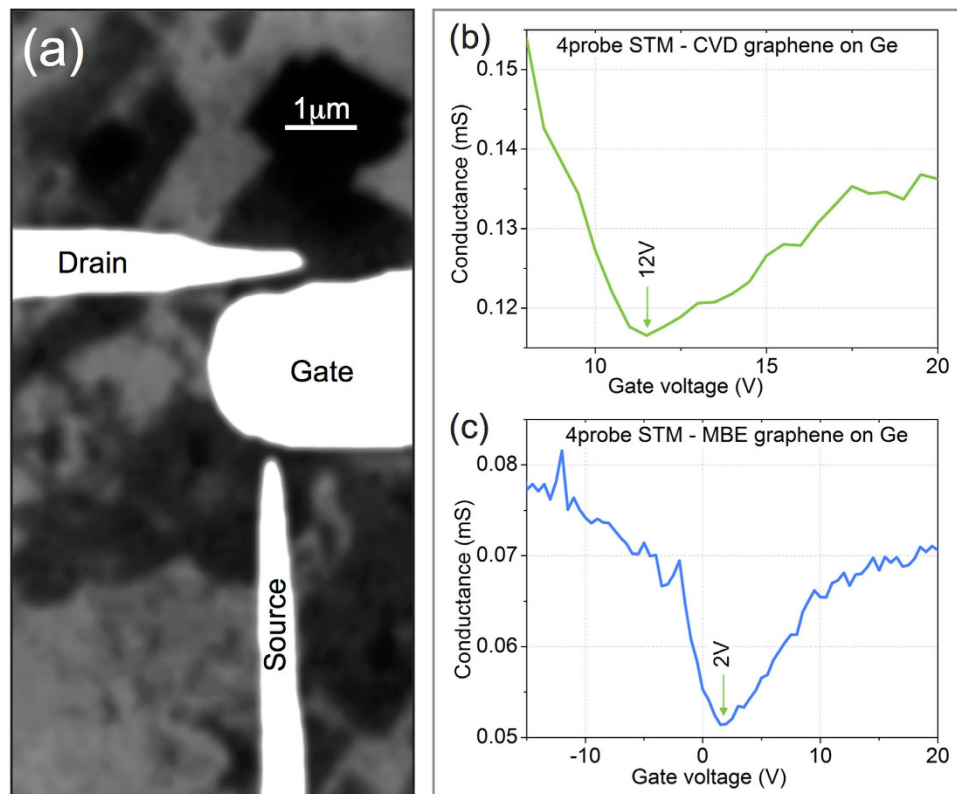 (a)
1μm
Drain
Gate
Source
(b)
4probe STM - CVD graphene on Ge
0.15
0.14
0.13
0.12
Conductance (mS)
12V
10
15
20
Gate voltage (V)
(c)
4probe STM - MBE graphene on Ge
0.08
0.07
0.06
0.05
Conductance (mS)
2V
-10
0
10
20
Gate voltage (V)